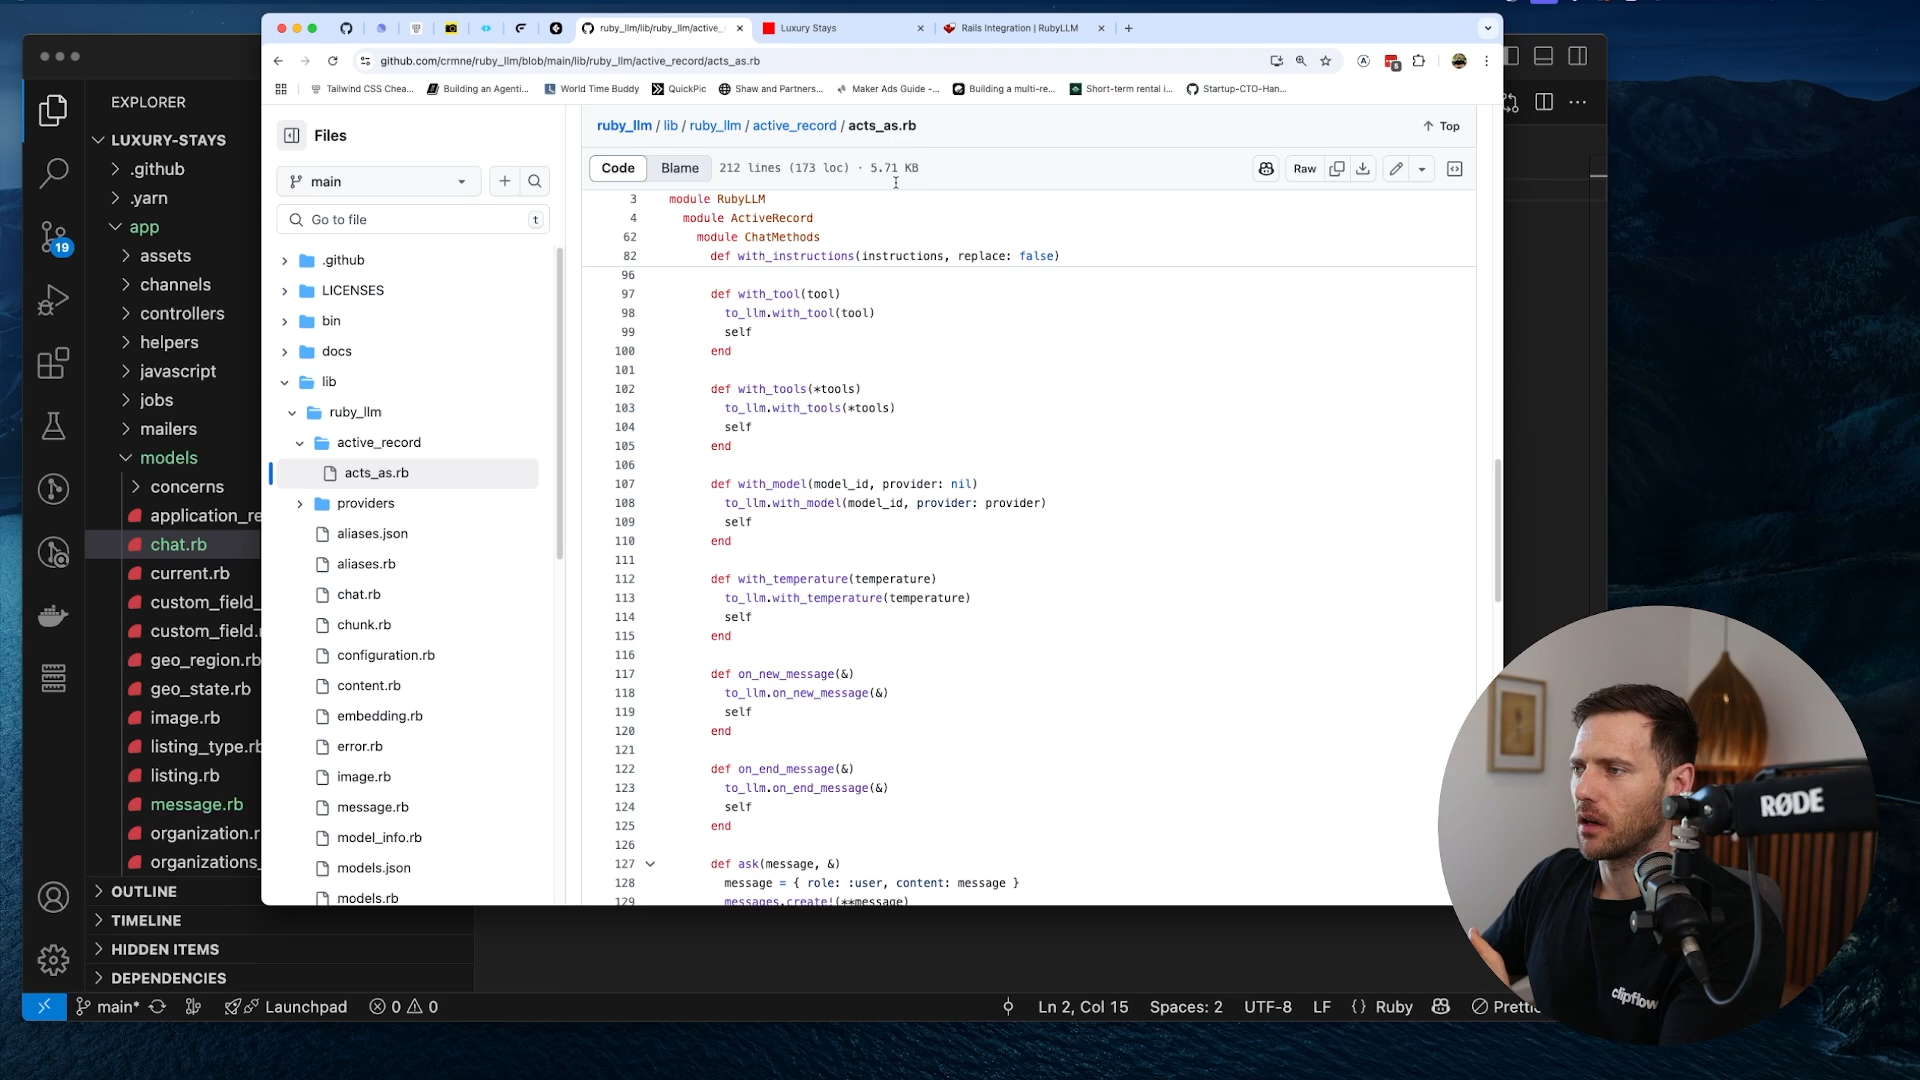 ruby_llm/lib/ruby_llm/active_
Luxury Stays
Rails Integration | RubyLLM
github.com/crmne/ruby_llm/blob/main/lib/ruby_llm/active_record/acts_as.rb
6
Tailwind CSS Chea...
Building an Agenti...
World Time Buddy
QuickPic
Shaw and Partners...
Maker Ads Guide -...
Building a multi-re...
Short-term rental i...
Startup-CTO-Han...
EXPLORER
LUXURY-STAYS
.github
.yarn
app
assets
channels
controllers
helpers
javascript
jobs
mailers
models
concerns
application_re
chat.rb
current.rb
custom_field_
custom_field.r
geo_region.rb
geo_state.rb
image.rb
listing_type.rb
listing.rb
message.rb
organization.r
organizations_
OUTLINE
TIMELINE
HIDDEN ITEMS
DEPENDENCIES
19
Files
main
Go to file
t
.github
LICENSES
bin
docs
lib
ruby_llm
active_record
acts_as.rb
providers
aliases.json
aliases.rb
chat.rb
chunk.rb
configuration.rb
content.rb
embedding.rb
error.rb
image.rb
message.rb
model_info.rb
models.json
models.rb
ruby_llm / lib / ruby_llm / active_record / acts_as.rb
Top
Code
Blame
212 lines (173 loc) · 5.71 KB
Raw
3 module RubyLLM
4 module ActiveRecord
62 module ChatMethods
82 def with_instructions(instructions, replace: false)
96
97 def with_tool(tool)
98 to_llm.with_tool(tool)
99 self
100 end
101
102 def with_tools(*tools)
103 to_llm.with_tools(*tools)
104 self
105 end
106
107 def with_model(model_id, provider: nil)
108 to_llm.with_model(model_id, provider: provider)
109 self
110 end
111
112 def with_temperature(temperature)
113 to_llm.with_temperature(temperature)
114 self
115 end
116
117 def on_new_message(&)
118 to_llm.on_new_message(&)
119 self
120 end
121
122 def on_end_message(&)
123 to_llm.on_end_message(&)
124 self
125 end
126
127 def ask(message, &)
128 message = { role: :user, content: message }
129 messages.create!(**message)
RØDE
clipflow
main*
Launchpad
0
0
Ln 2, Col 15
Spaces: 2
UTF-8
LF
{ } Ruby
Pretti